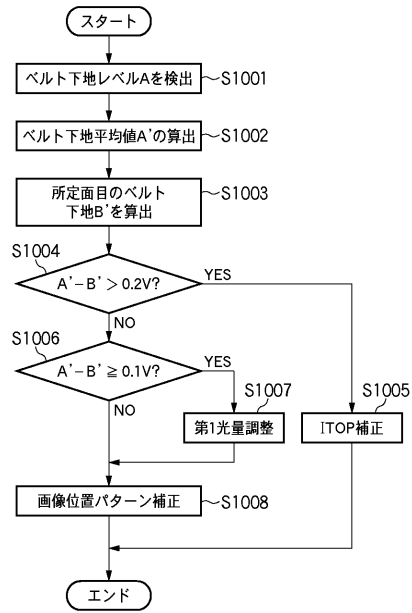 スタート
ベルト下地レベルAを検出
S1001
ベルト下地平均値A'の算出
S1002
所定面目のベルト
下地B'を算出
S1003
S1004
A'-B'>0.2V?
YES
NO
S1006
A'-B'≧0.1V?
YES
NO
S1007
第1光量調整
S1005
ITOP補正
画像位置パターン補正
S1008
エンド